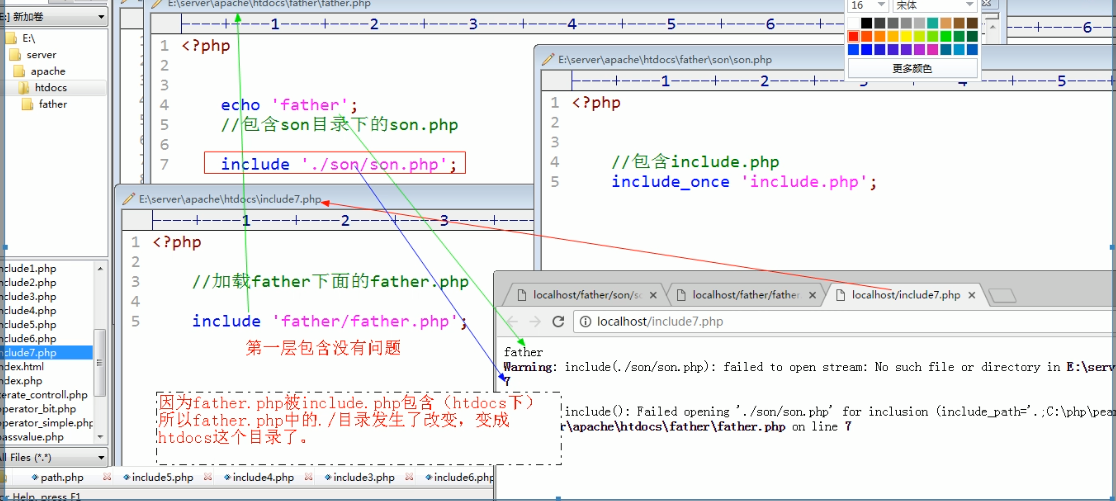 E:] 新加卷
E:\
server
apache
htdocs
father
nclude1.php
nclude2.php
nclude3.php
nclude4.php
nclude5.php
nclude6.php
nclude7.php
ndex.html
ndex.php
terate_controll.php
operator_bit.php
operator_simple.php
passvalue.php
All Files (*.*)
E:\server\apache\htdocs\father\father.php
1 <?php
2
3
4 echo 'father';
5 //包含son目录下的son.php
6
7 include './son/son.php';
16 宋体
更多颜色
E:\server\apache\htdocs\father\son\son.php
1 <?php
2
3
4 //包含include.php
5 include_once 'include.php';
E:\server\apache\htdocs\include7.php
1 <?php
2
3 //加载father下面的father.php
4
5 include 'father/father.php';
第一层包含没有问题
因为father.php被include.php包含（htdocs下）
所以father.php中的./目录发生了改变，变成
htdocs这个目录了。
localhost/father/son/so
localhost/father/father
localhost/include7.php
localhost/include7.php
father
Warning: include(./son/son.php): failed to open stream: No such file or directory in E:\serv
7
include(): Failed opening './son/son.php' for inclusion (include_path='.;C:\php\pear
er\apache\htdocs\father\father.php on line 7
path.php include5.php include4.php include3.php include6.php
Help, press F1